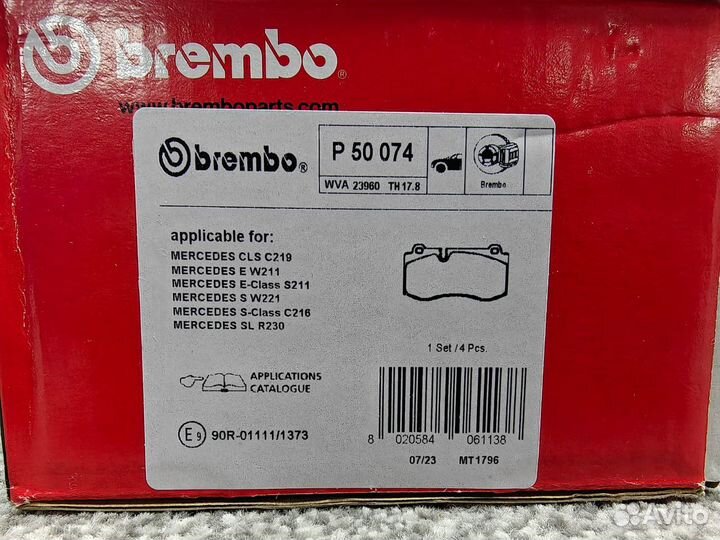 brembo®
www.bremboparts.com
brembo®
P 50 074
WVA 23960 TH 17.8
Brembo
applicable for:
MERCEDES CLS C219
MERCEDES E W211
MERCEDES E-Class S211
MERCEDES S W221
MERCEDES S-Class C216
MERCEDES SL R230
1 Set / 4 Pcs.
APPLICATIONS
CATALOGUE
E9 90R-01111/1373
8 020584 061138
07/23 MT1796
Avito